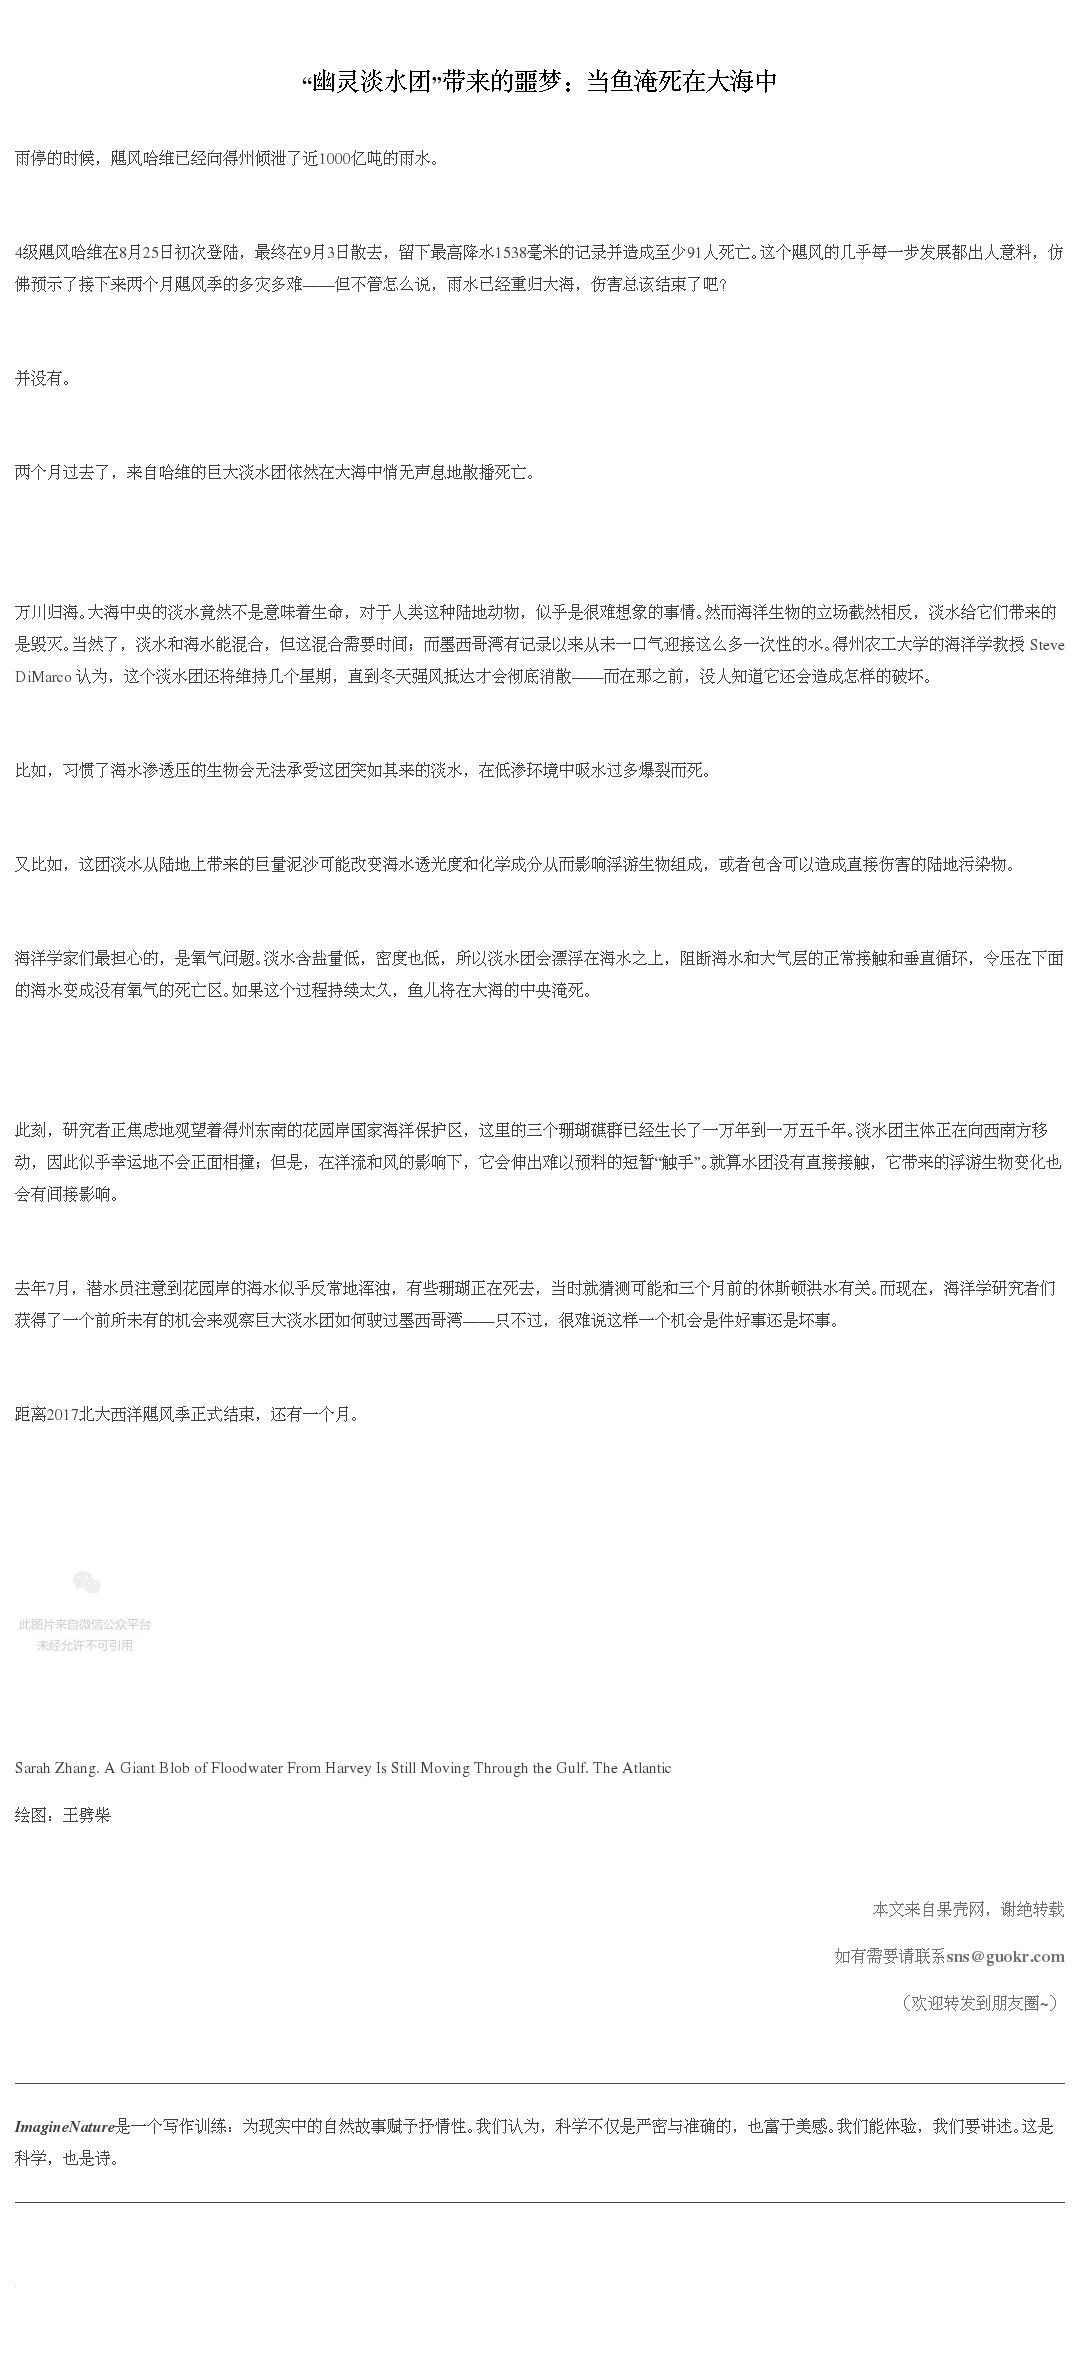 “幽灵淡水团”带来的噩梦：当鱼淹死在大海中
雨停的时候，飓风哈维已经向得州倾泄了近1000亿吨的雨水。
4级飓风哈维在8月25日初次登陆，最终在9月3日散去，留下最高降水1538毫米的记录并造成至少91人死亡。这个飓风的几乎每一步发展都出人意料，仿
佛预示了接下来两个月飓风季的多灾多难——但不管怎么说，雨水已经重归大海，伤害总该结束了吧？
并没有。
两个月过去了，来自哈维的巨大淡水团依然在大海中悄无声息地散播死亡。
万川归海。大海中央的淡水竟然不是意味着生命，对于人类这种陆地动物，似乎是很难想象的事情。然而海洋生物的立场截然相反，淡水给它们带来的
是毁灭。当然了，淡水和海水能混合，但这混合需要时间；而墨西哥湾有记录以来从未一口气迎接这么多一次性的水。得州农工大学的海洋学教授 Steve
DiMarco 认为，这个淡水团还将维持几个星期，直到冬天强风抵达才会彻底消散——而在那之前，没人知道它还会造成怎样的破坏。
比如，习惯了海水渗透压的生物会无法承受这团突如其来的淡水，在低渗环境中吸水过多爆裂而死。
又比如，这团淡水从陆地上带来的巨量泥沙可能改变海水透光度和化学成分从而影响浮游生物组成，或者包含可以造成直接伤害的陆地污染物。
海洋学家们最担心的，是氧气问题。淡水含盐量低，密度也低，所以淡水团会漂浮在海水之上，阻断海水和大气层的正常接触和垂直循环，令压在下面
的海水变成没有氧气的死亡区。如果这个过程持续太久，鱼儿将在大海的中央淹死。
此刻，研究者正焦虑地观望着得州东南的花园岸国家海洋保护区，这里的三个珊瑚礁群已经生长了一万年到一万五千年。淡水团主体正在向西南方移
动，因此似乎幸运地不会正面相撞；但是，在洋流和风的影响下，它会伸出难以预料的短暂“触手”。就算水团没有直接接触，它带来的浮游生物变化也
会有间接影响。
去年7月，潜水员注意到花园岸的海水似乎反常地浑浊，有些珊瑚正在死去，当时就猜测可能和三个月前的休斯顿洪水有关。而现在，海洋学研究者们
获得了一个前所未有的机会来观察巨大淡水团如何驶过墨西哥湾——只不过，很难说这样一个机会是件好事还是坏事。
距离2017北大西洋飓风季正式结束，还有一个月。
此图片来自微信公众平台
未经允许不可引用
Sarah Zhang. A Giant Blob of Floodwater From Harvey Is Still Moving Through the Gulf. The Atlantic
绘图：王劈柴
本文来自果壳网，谢绝转载
如有需要请联系sns@guokr.com
（欢迎转发到朋友圈~）
ImagineNature是一个写作训练：为现实中的自然故事赋予抒情性。我们认为，科学不仅是严密与准确的，也富于美感。我们能体验，我们要讲述。这是
科学，也是诗。